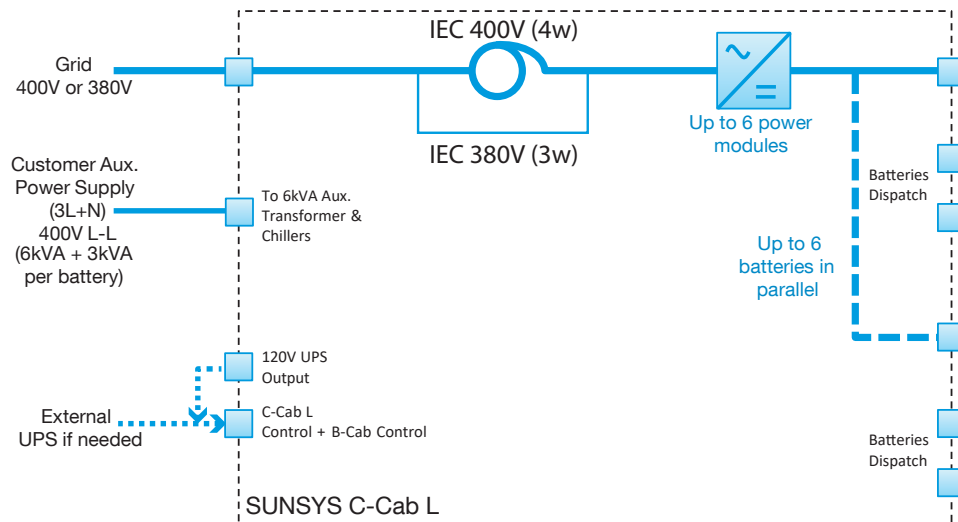 IEC 400V (4w)
Grid
400V or 380V
Up to 6 power
modules
IEC 380V (3w)
Customer Aux.
Power Supply
(3L+N)
400V L-L
(6kVA + 3kVA
per battery)
To 6kVA Aux.
Transformer &
Chillers
Batteries
Dispatch
Up to 6
batteries in
parallel
120V UPS
Output
External
UPS if needed
C-Cab L
Control + B-Cab Control
Batteries
Dispatch
SUNSYS C-Cab L